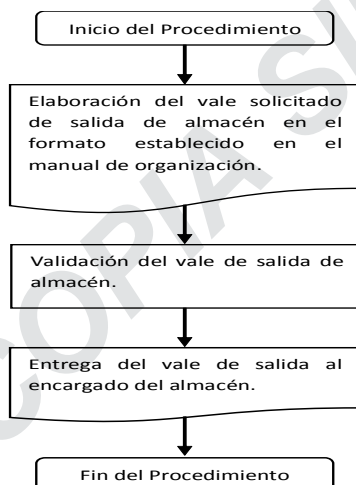 Inicio del Procedimiento
Elaboración del vale solicitado
de salida de almacén en el
formato establecido en el
manual de organización.
Validación del vale de salida de
almacén.
Entrega del vale de salida al
encargado del almacén.
Fin del Procedimiento
COPIA